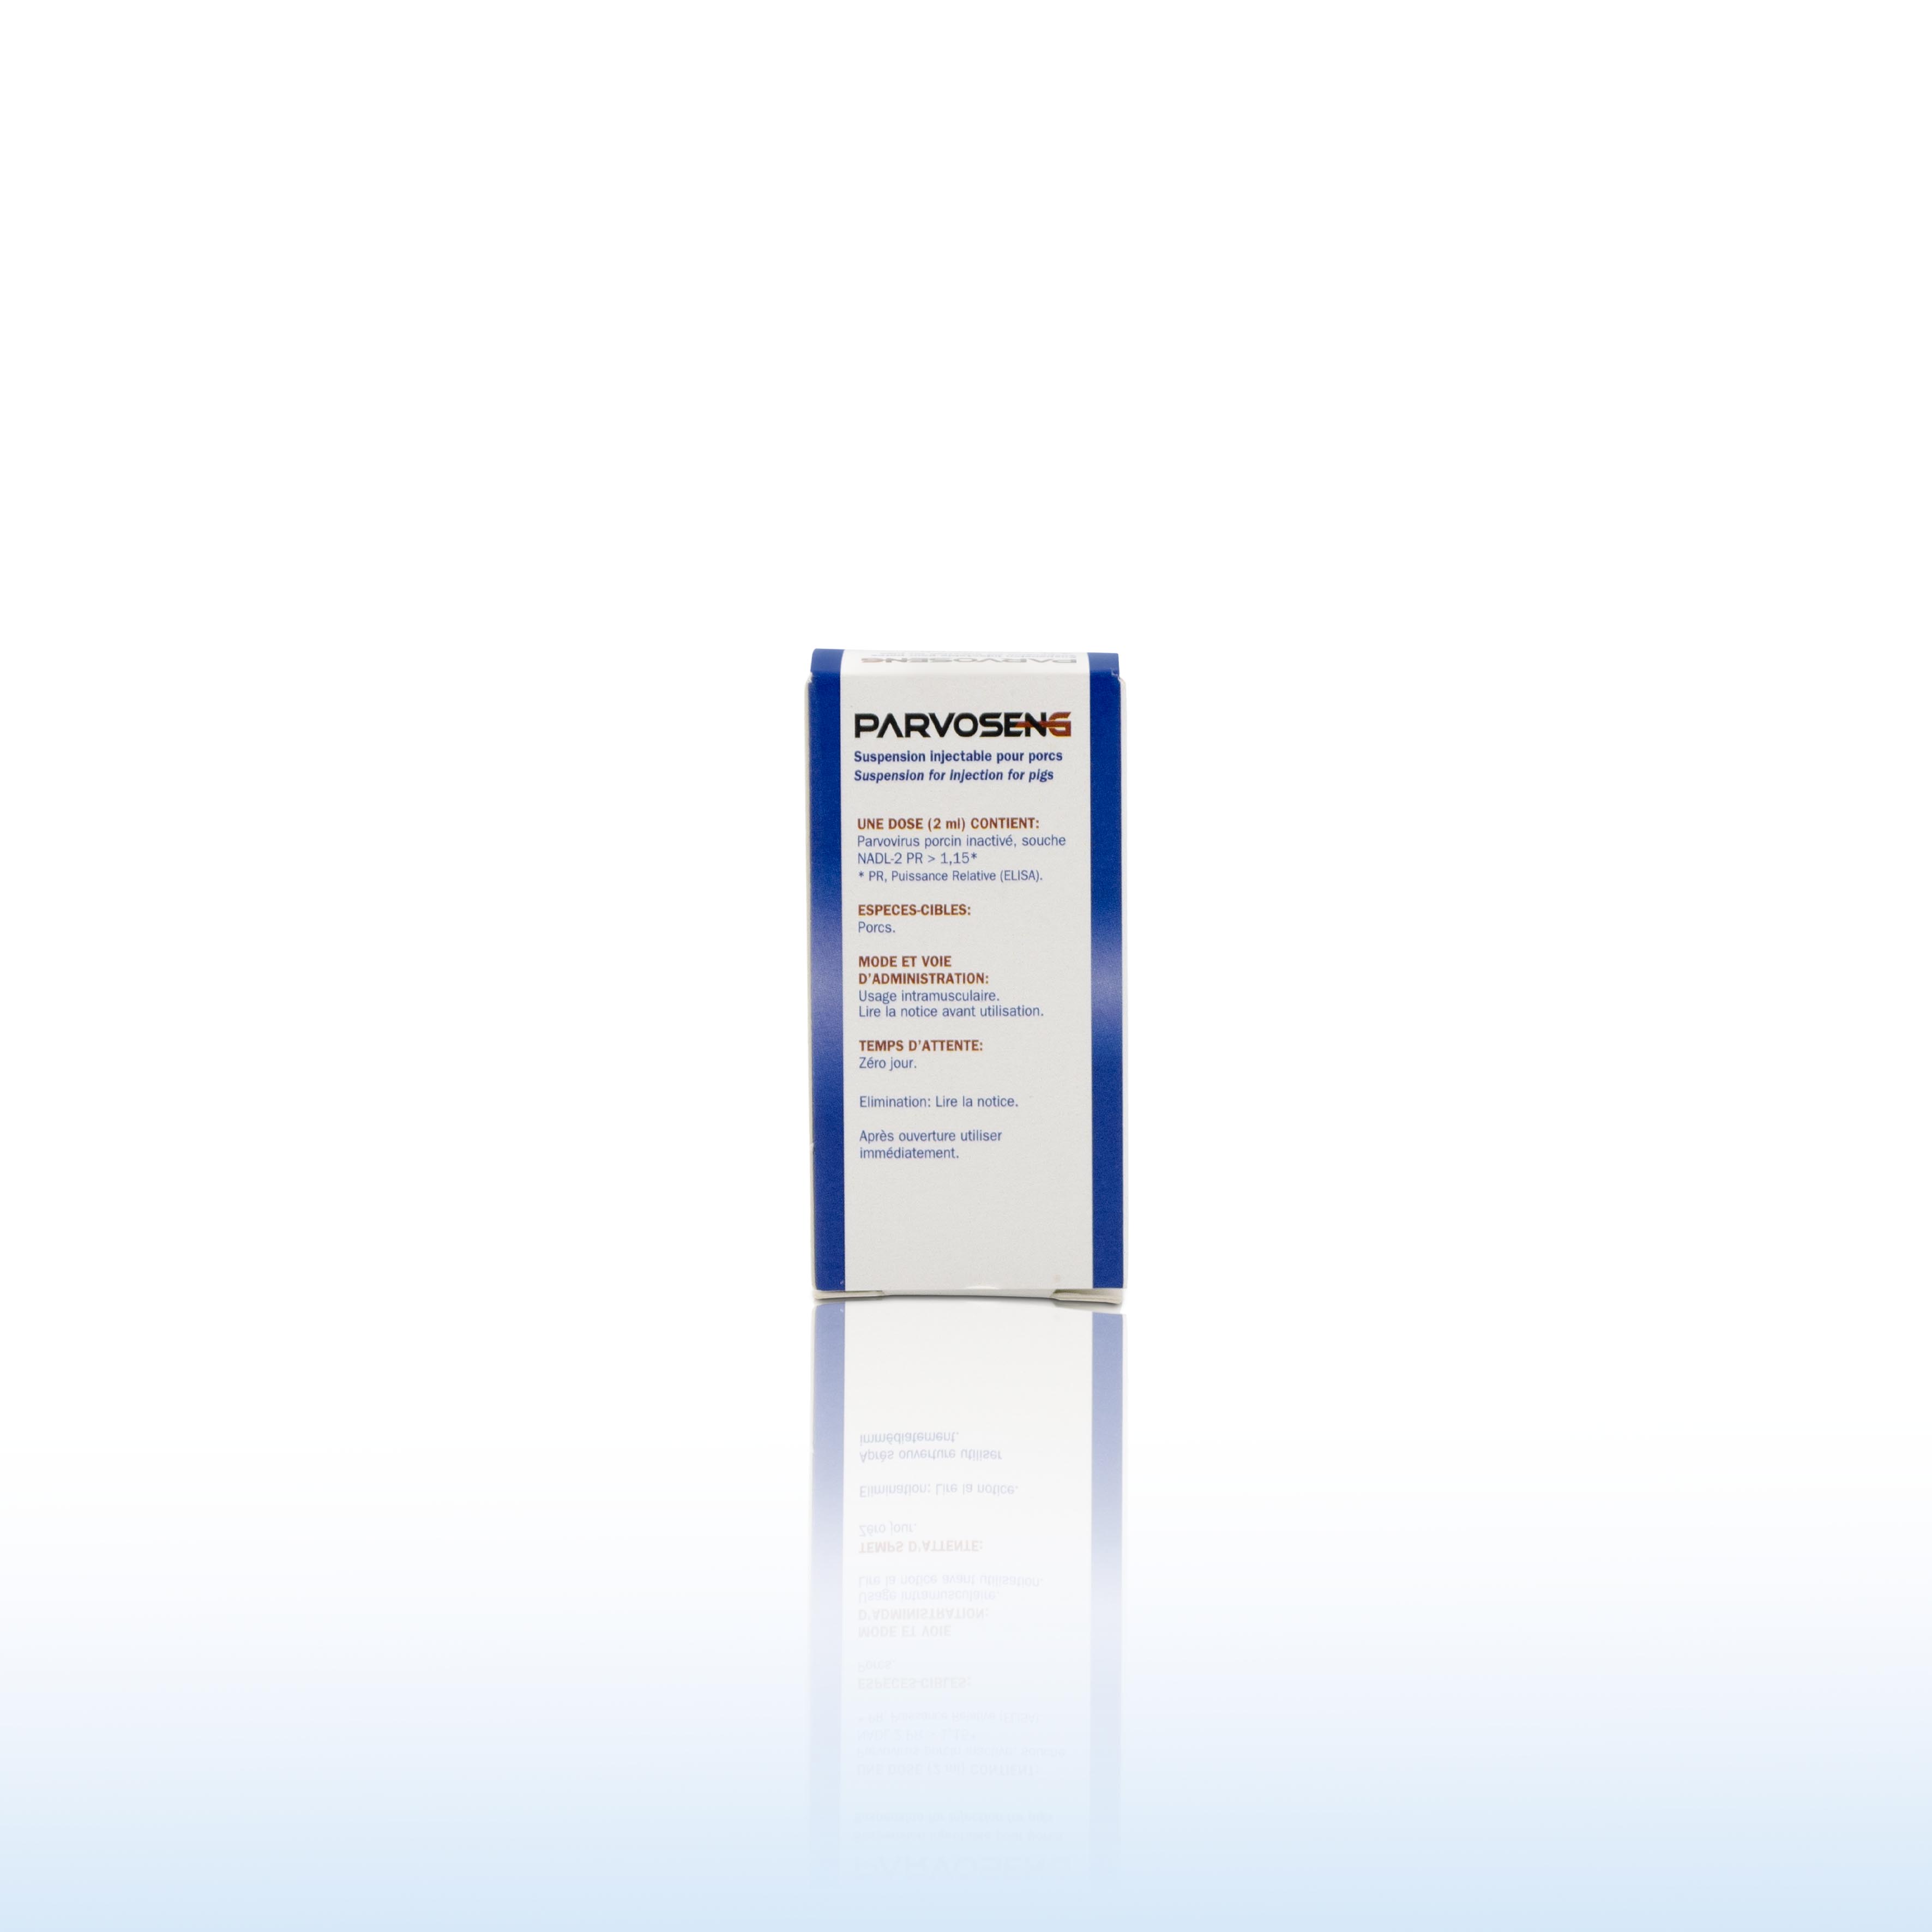 PARVOSENG
PARVOSENG
Suspension injectable pour porcs
Suspension for injection for pigs
UNE DOSE (2 ml) CONTIENT:
Parvovirus porcin inactivé, souche
NADL-2 PR > 1,15*
* PR, Puissance Relative (ELISA).
ESPECES-CIBLES:
Porcs.
MODE ET VOIE
D'ADMINISTRATION:
Usage intramusculaire.
Lire la notice avant utilisation.
TEMPS D'ATTENTE:
Zéro jour.
Elimination: Lire la notice.
Après ouverture utiliser
immédiatement.